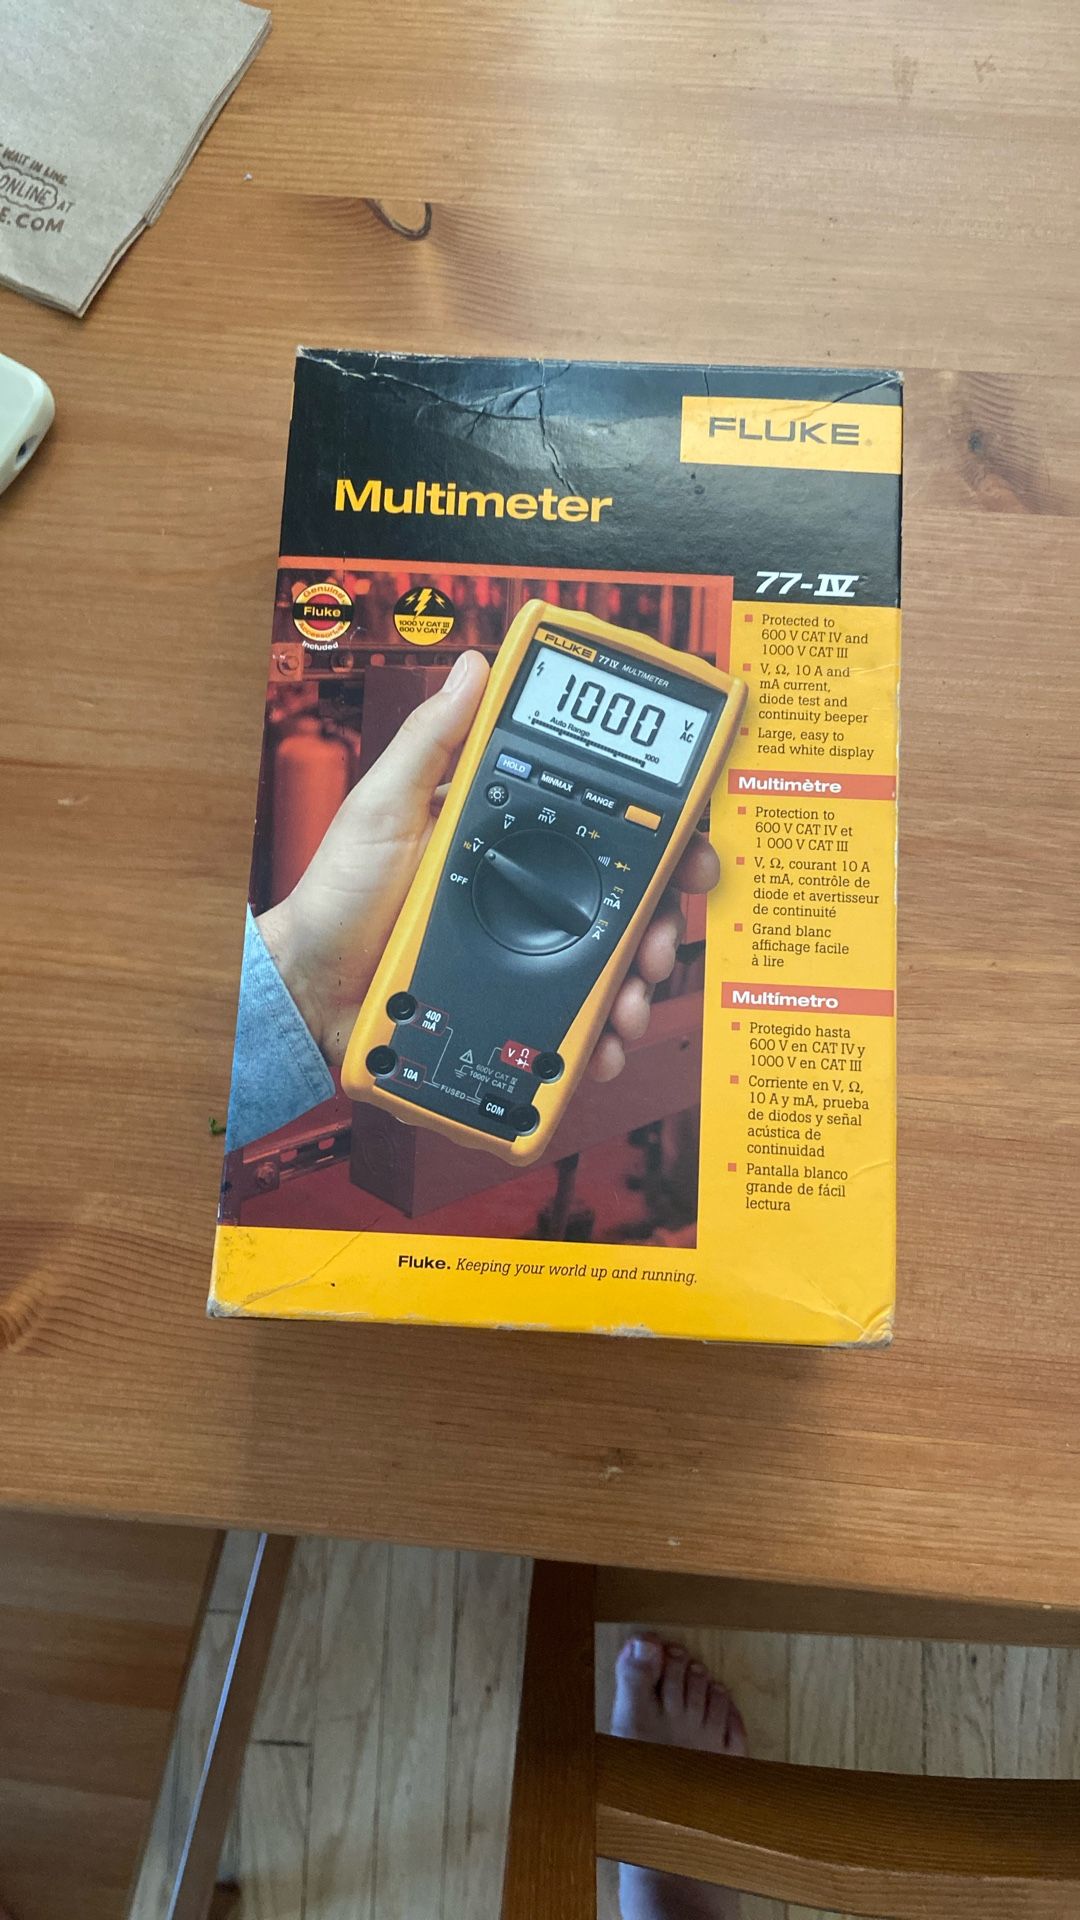 WAIT IN LINE.
ONLINE AT
E.COM
FLUKE®
Multimeter
77-IV
Genuine
Fluke
Accessories
Included
1000 V CAT III
600 V CAT IV
FLUKE 77 IV MULTIMETER
1000
V
AC
0 Auto Range 1000
HOLD
MINMAX
RANGE
V
mV
Ω
Hz V
OFF
mA
A
400
mA
10A
V Ω
600V CAT IV
1000V CAT III
FUSED
COM
Protected to
600 V CAT IV and
1000 V CAT III
V, Ω, 10 A and
mA current,
diode test and
continuity beeper
Large, easy to
read white display
Multimètre
Protection to
600 V CAT IV et
1 000 V CAT III
V, Ω, courant 10 A
et mA, contrôle de
diode et avertisseur
de continuité
Grand blanc
affichage facile
à lire
Multímetro
Protegido hasta
600 V en CAT IV y
1000 V en CAT III
Corriente en V, Ω,
10 A y mA, prueba
de diodos y señal
acústica de
continuidad
Pantalla blanco
grande de fácil
lectura
Fluke. Keeping your world up and running.